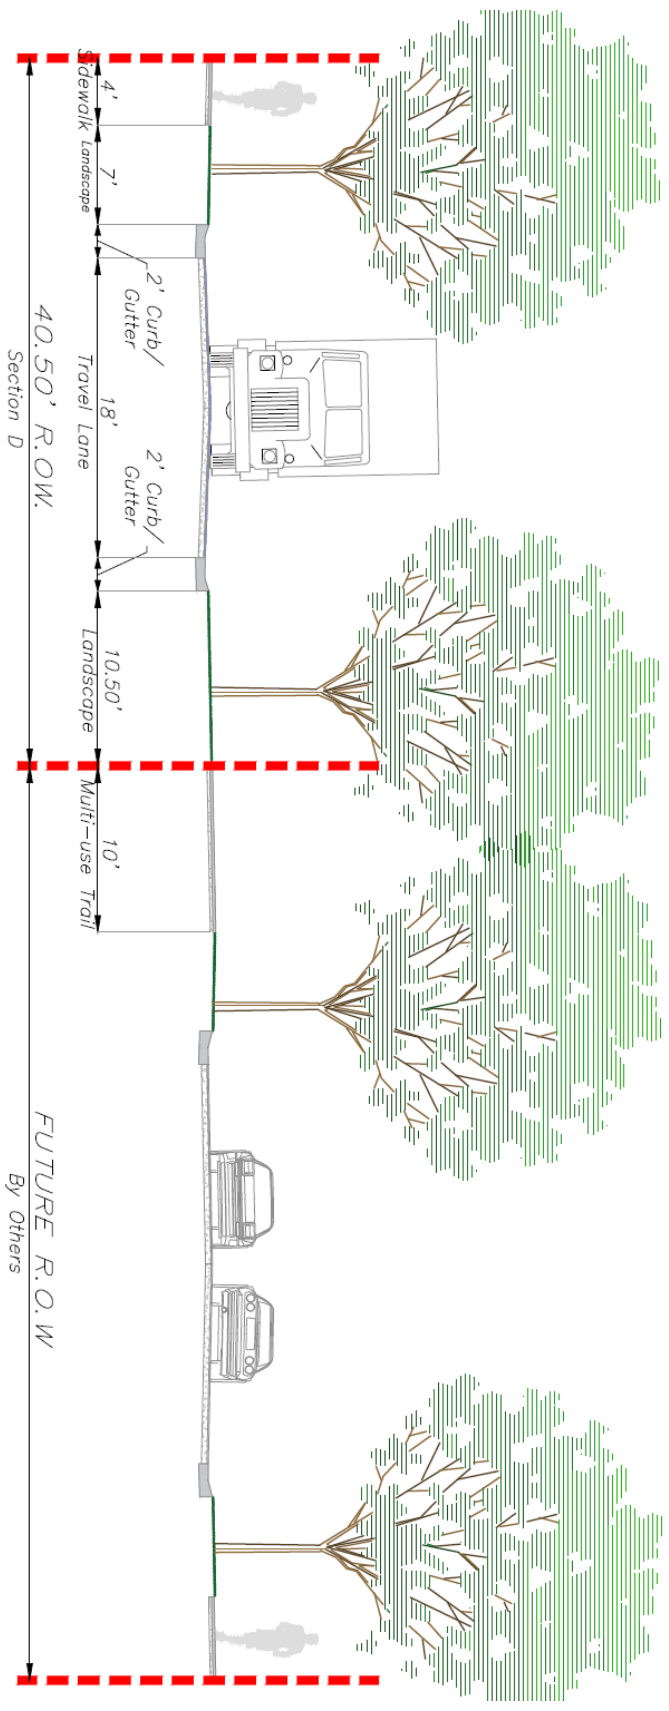 4'
Sidewalk
7'
Landscape
2' Curb/
Gutter
18'
Travel Lane
2' Curb/
Gutter
10.50'
Landscape
10'
Multi-use Trail
40.50' R.OW.
Section D
FUTURE R.O.W
By Others